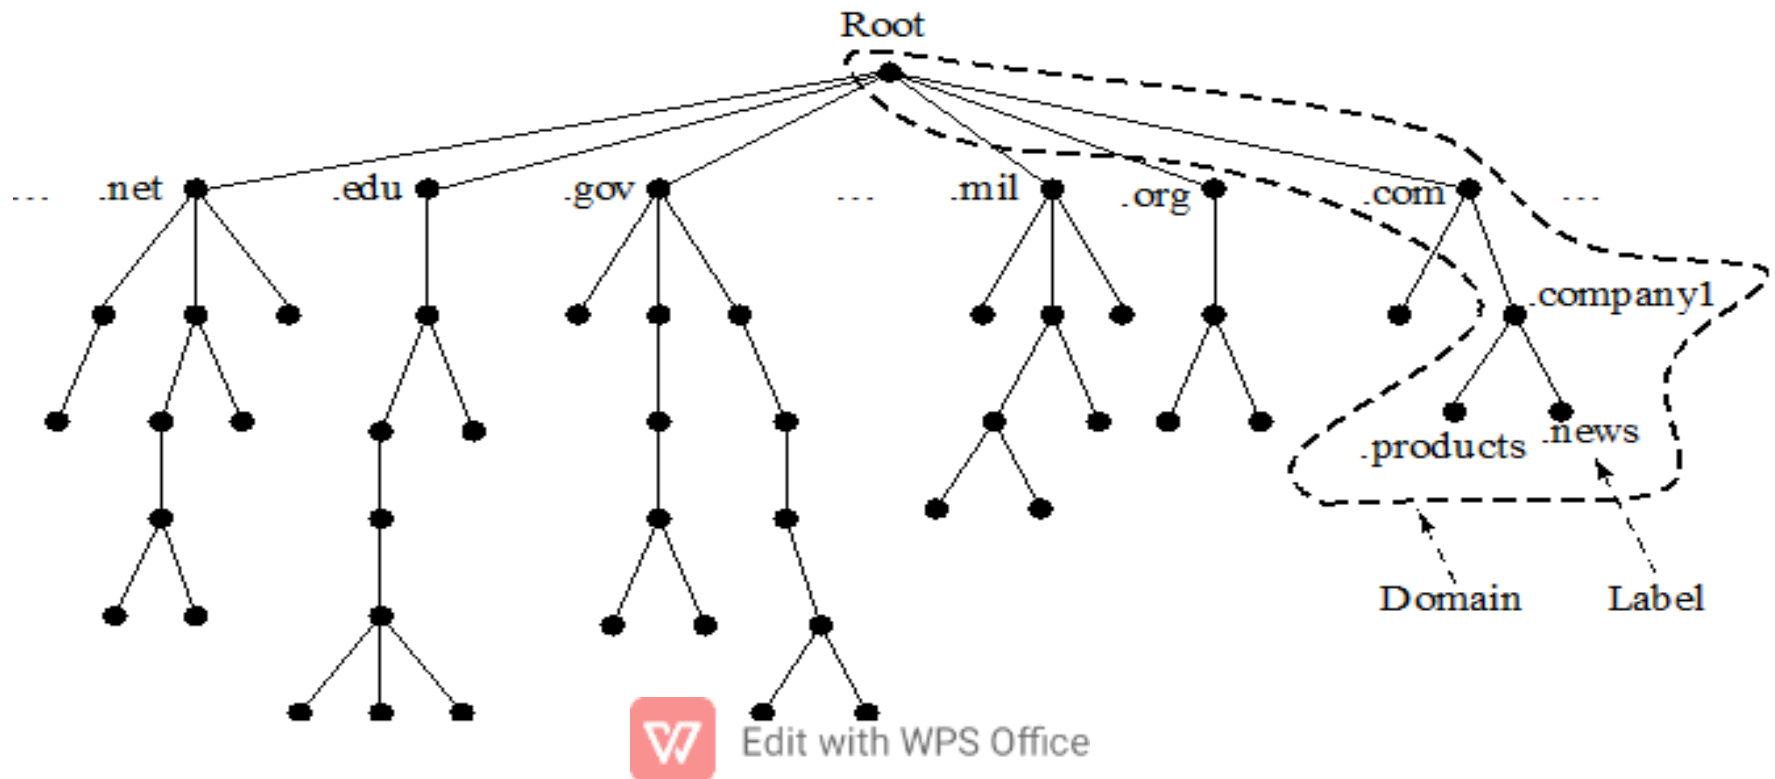 Root
... .net .edu .gov ... .mil .org .com ...
.company1
.products .news
Domain Label
Edit with WPS Office